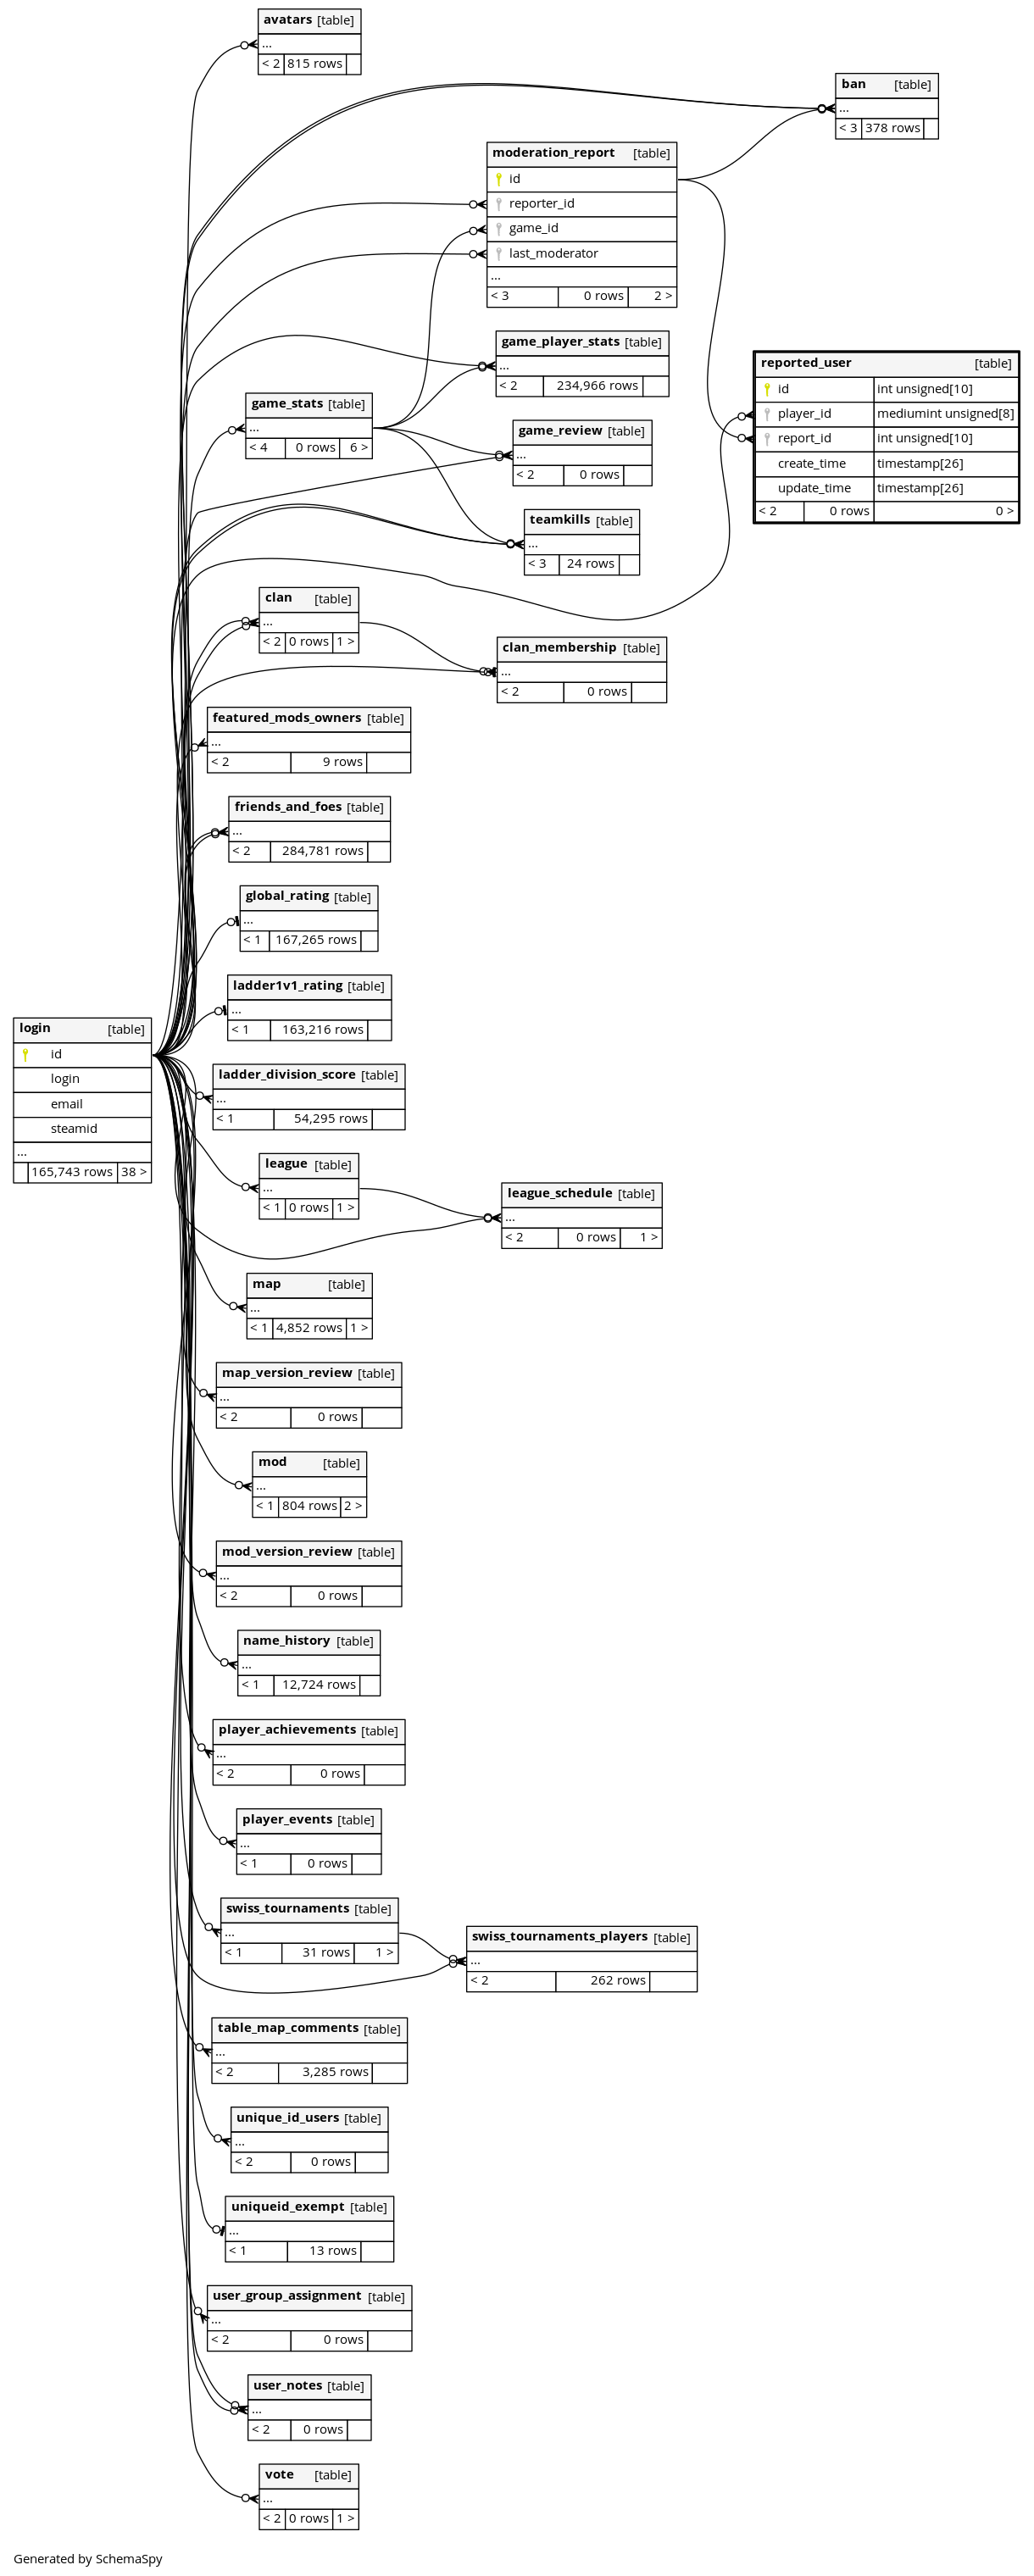 avatars [table]
...
< 2 815 rows
ban [table]
...
< 3 378 rows
moderation_report [table]
id
reporter_id
game_id
last_moderator
...
< 3 0 rows 2 >
game_player_stats [table]
...
< 2 234,966 rows
reported_user [table]
id int unsigned[10]
player_id mediumint unsigned[8]
report_id int unsigned[10]
create_time timestamp[26]
update_time timestamp[26]
< 2 0 rows 0 >
game_stats [table]
...
< 4 0 rows 6 >
game_review [table]
...
< 2 0 rows
teamkills [table]
...
< 3 24 rows
clan [table]
...
< 2 0 rows 1 >
clan_membership [table]
...
< 2 0 rows
featured_mods_owners [table]
...
< 2 9 rows
friends_and_foes [table]
...
< 2 284,781 rows
global_rating [table]
...
< 1 167,265 rows
ladder1v1_rating [table]
...
< 1 163,216 rows
login [table]
id
login
email
steamid
...
165,743 rows 38 >
ladder_division_score [table]
...
< 1 54,295 rows
league [table]
...
< 1 0 rows 1 >
league_schedule [table]
...
< 2 0 rows 1 >
map [table]
...
< 1 4,852 rows 1 >
map_version_review [table]
...
< 2 0 rows
mod [table]
...
< 1 804 rows 2 >
mod_version_review [table]
...
< 2 0 rows
name_history [table]
...
< 1 12,724 rows
player_achievements [table]
...
< 2 0 rows
player_events [table]
...
< 1 0 rows
swiss_tournaments [table]
...
< 1 31 rows 1 >
swiss_tournaments_players [table]
...
< 2 262 rows
table_map_comments [table]
...
< 2 3,285 rows
unique_id_users [table]
...
< 2 0 rows
uniqueid_exempt [table]
...
< 1 13 rows
user_group_assignment [table]
...
< 2 0 rows
user_notes [table]
...
< 2 0 rows
vote [table]
...
< 2 0 rows 1 >
Generated by SchemaSpy